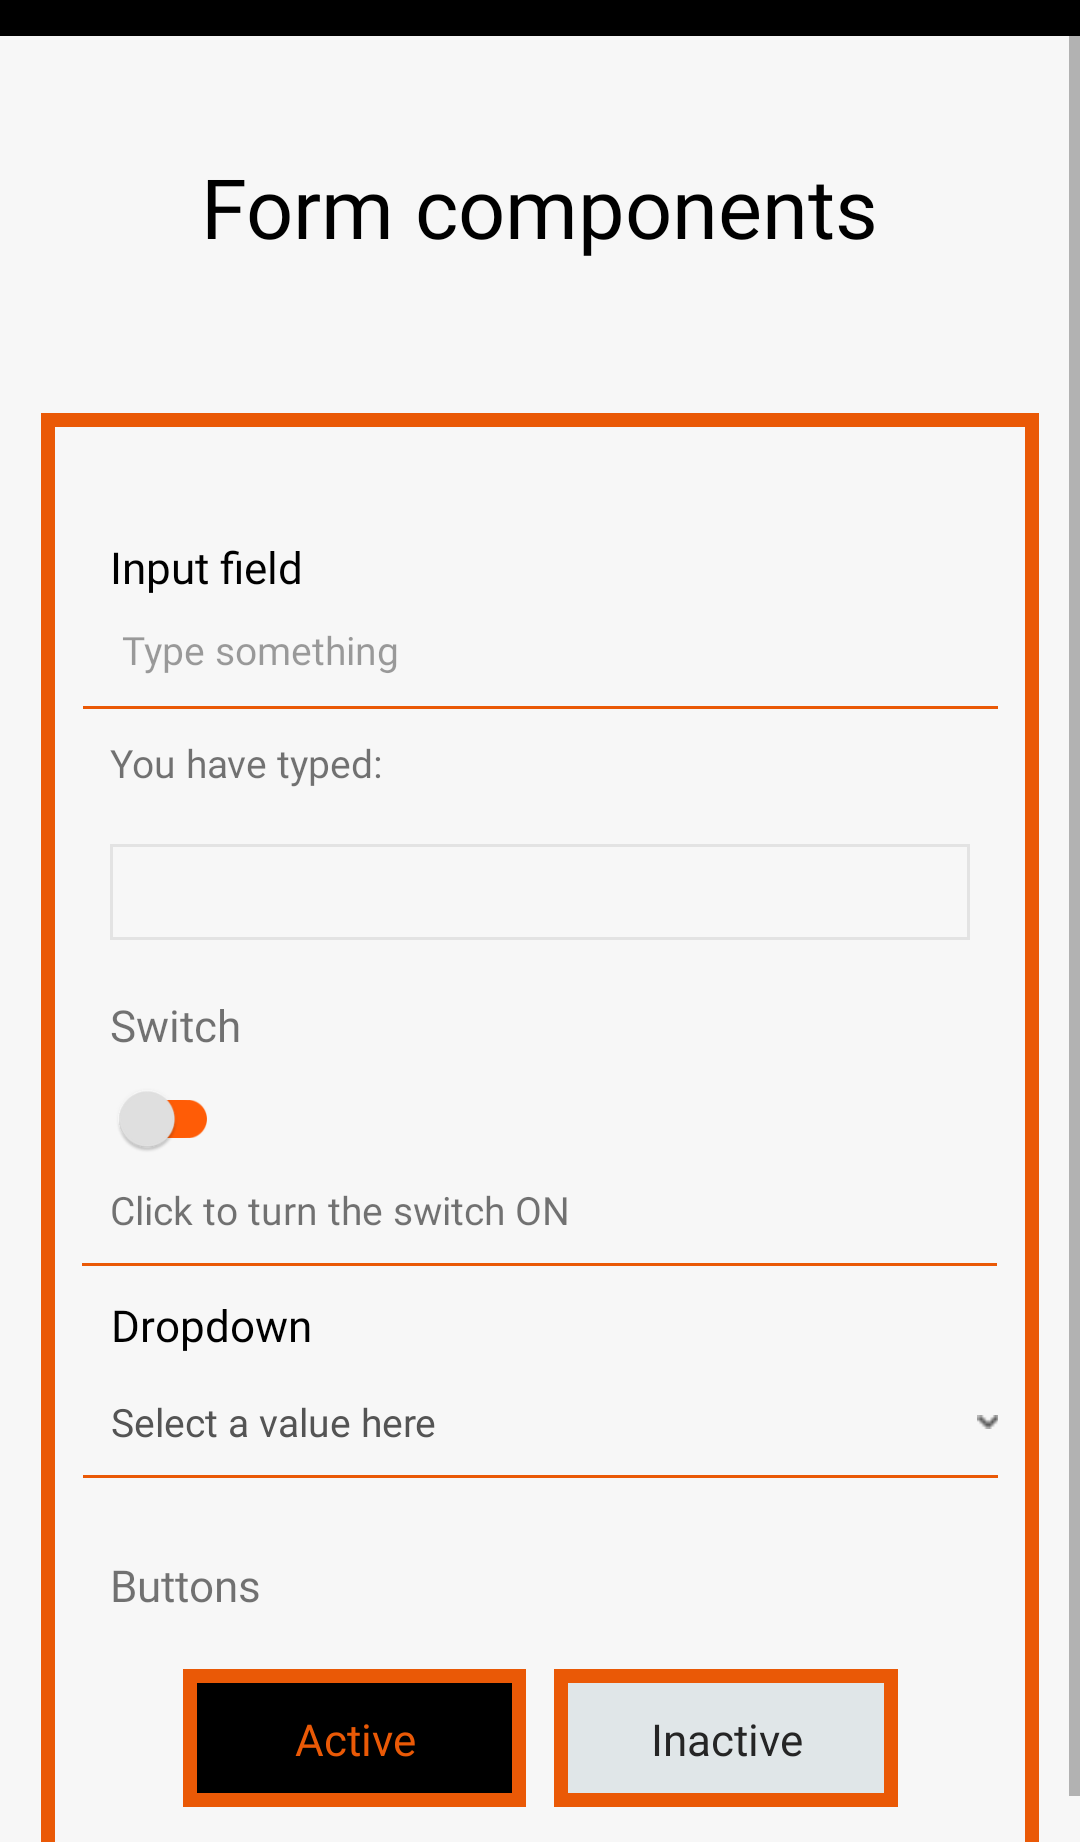 Form components
Input field
Type something
You have typed:
Switch
Click to turn the switch ON
Dropdown
Select a value here
Buttons
Active
Inactive